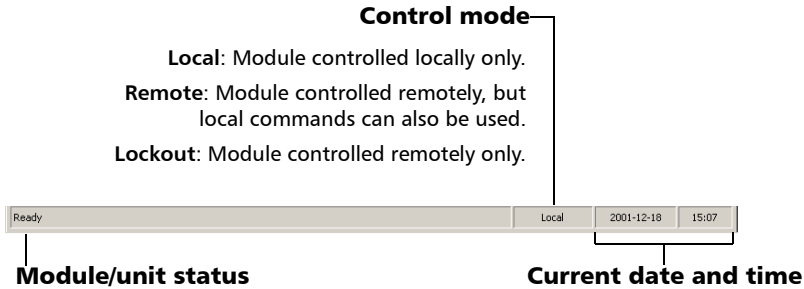 Control mode
Local: Module controlled locally only.
Remote: Module controlled remotely, but
local commands can also be used.
Lockout: Module controlled remotely only.
Ready Local 2001-12-18 15:07
Module/unit status Current date and time